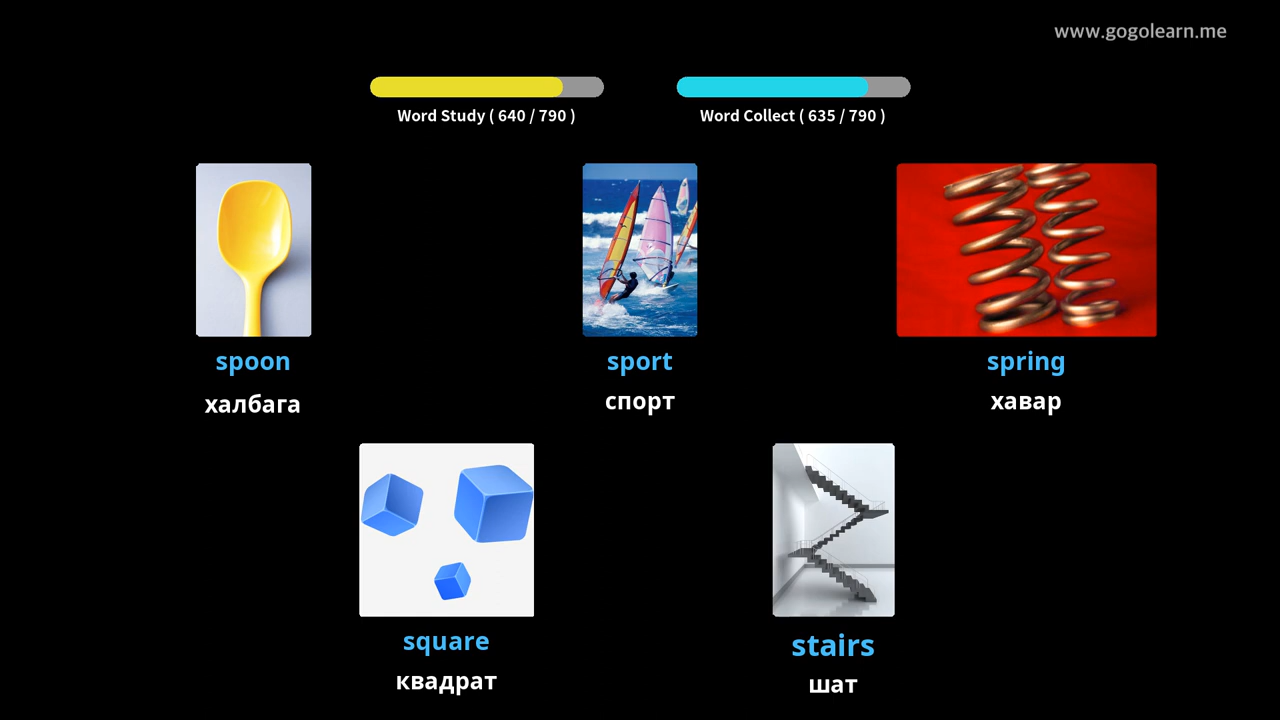 www.gogolearn.me
Word Study ( 640 / 790 )
Word Collect ( 635 / 790 )
spoon
халбага
sport
спорт
spring
хавар
square
квадрат
stairs
шат